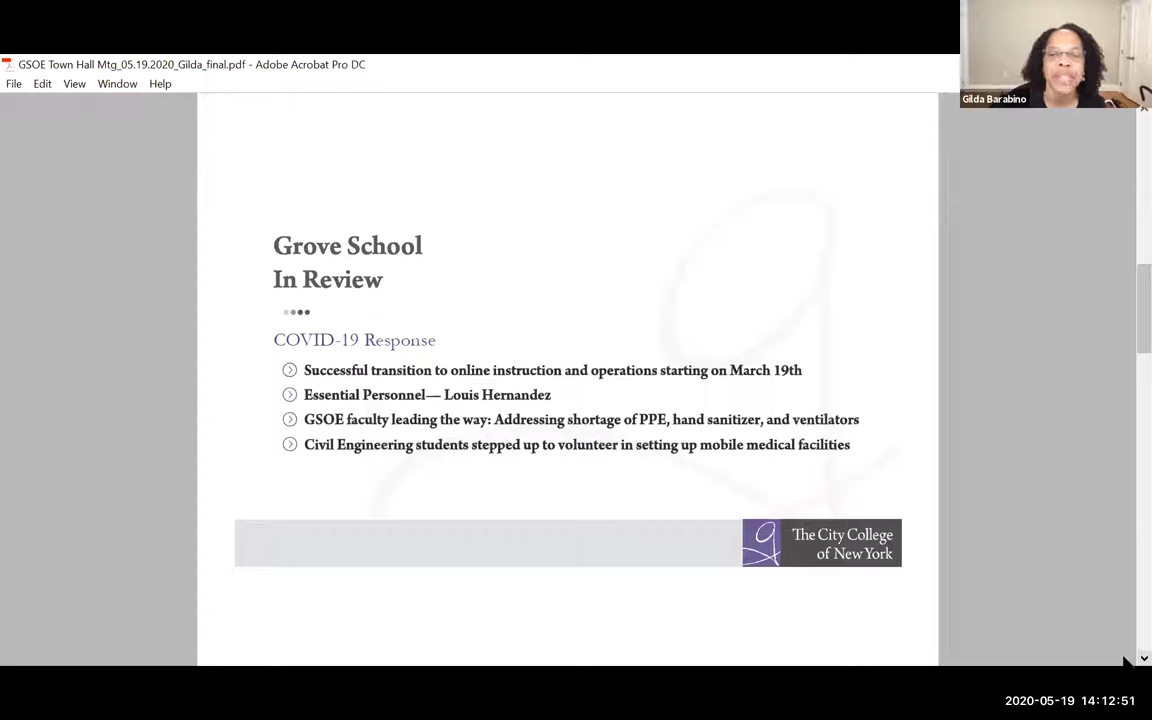 GSOE Town Hall Mtg_05.19.2020_Gilda_final.pdf - Adobe Acrobat Pro DC
File Edit View Window Help
Gilda Barabino
Grove School
In Review
COVID-19 Response
Successful transition to online instruction and operations starting on March 19th
Essential Personnel— Louis Hernandez
GSOE faculty leading the way: Addressing shortage of PPE, hand sanitizer, and ventilators
Civil Engineering students stepped up to volunteer in setting up mobile medical facilities
The City College
of New York
2020-05-19 14:12:51